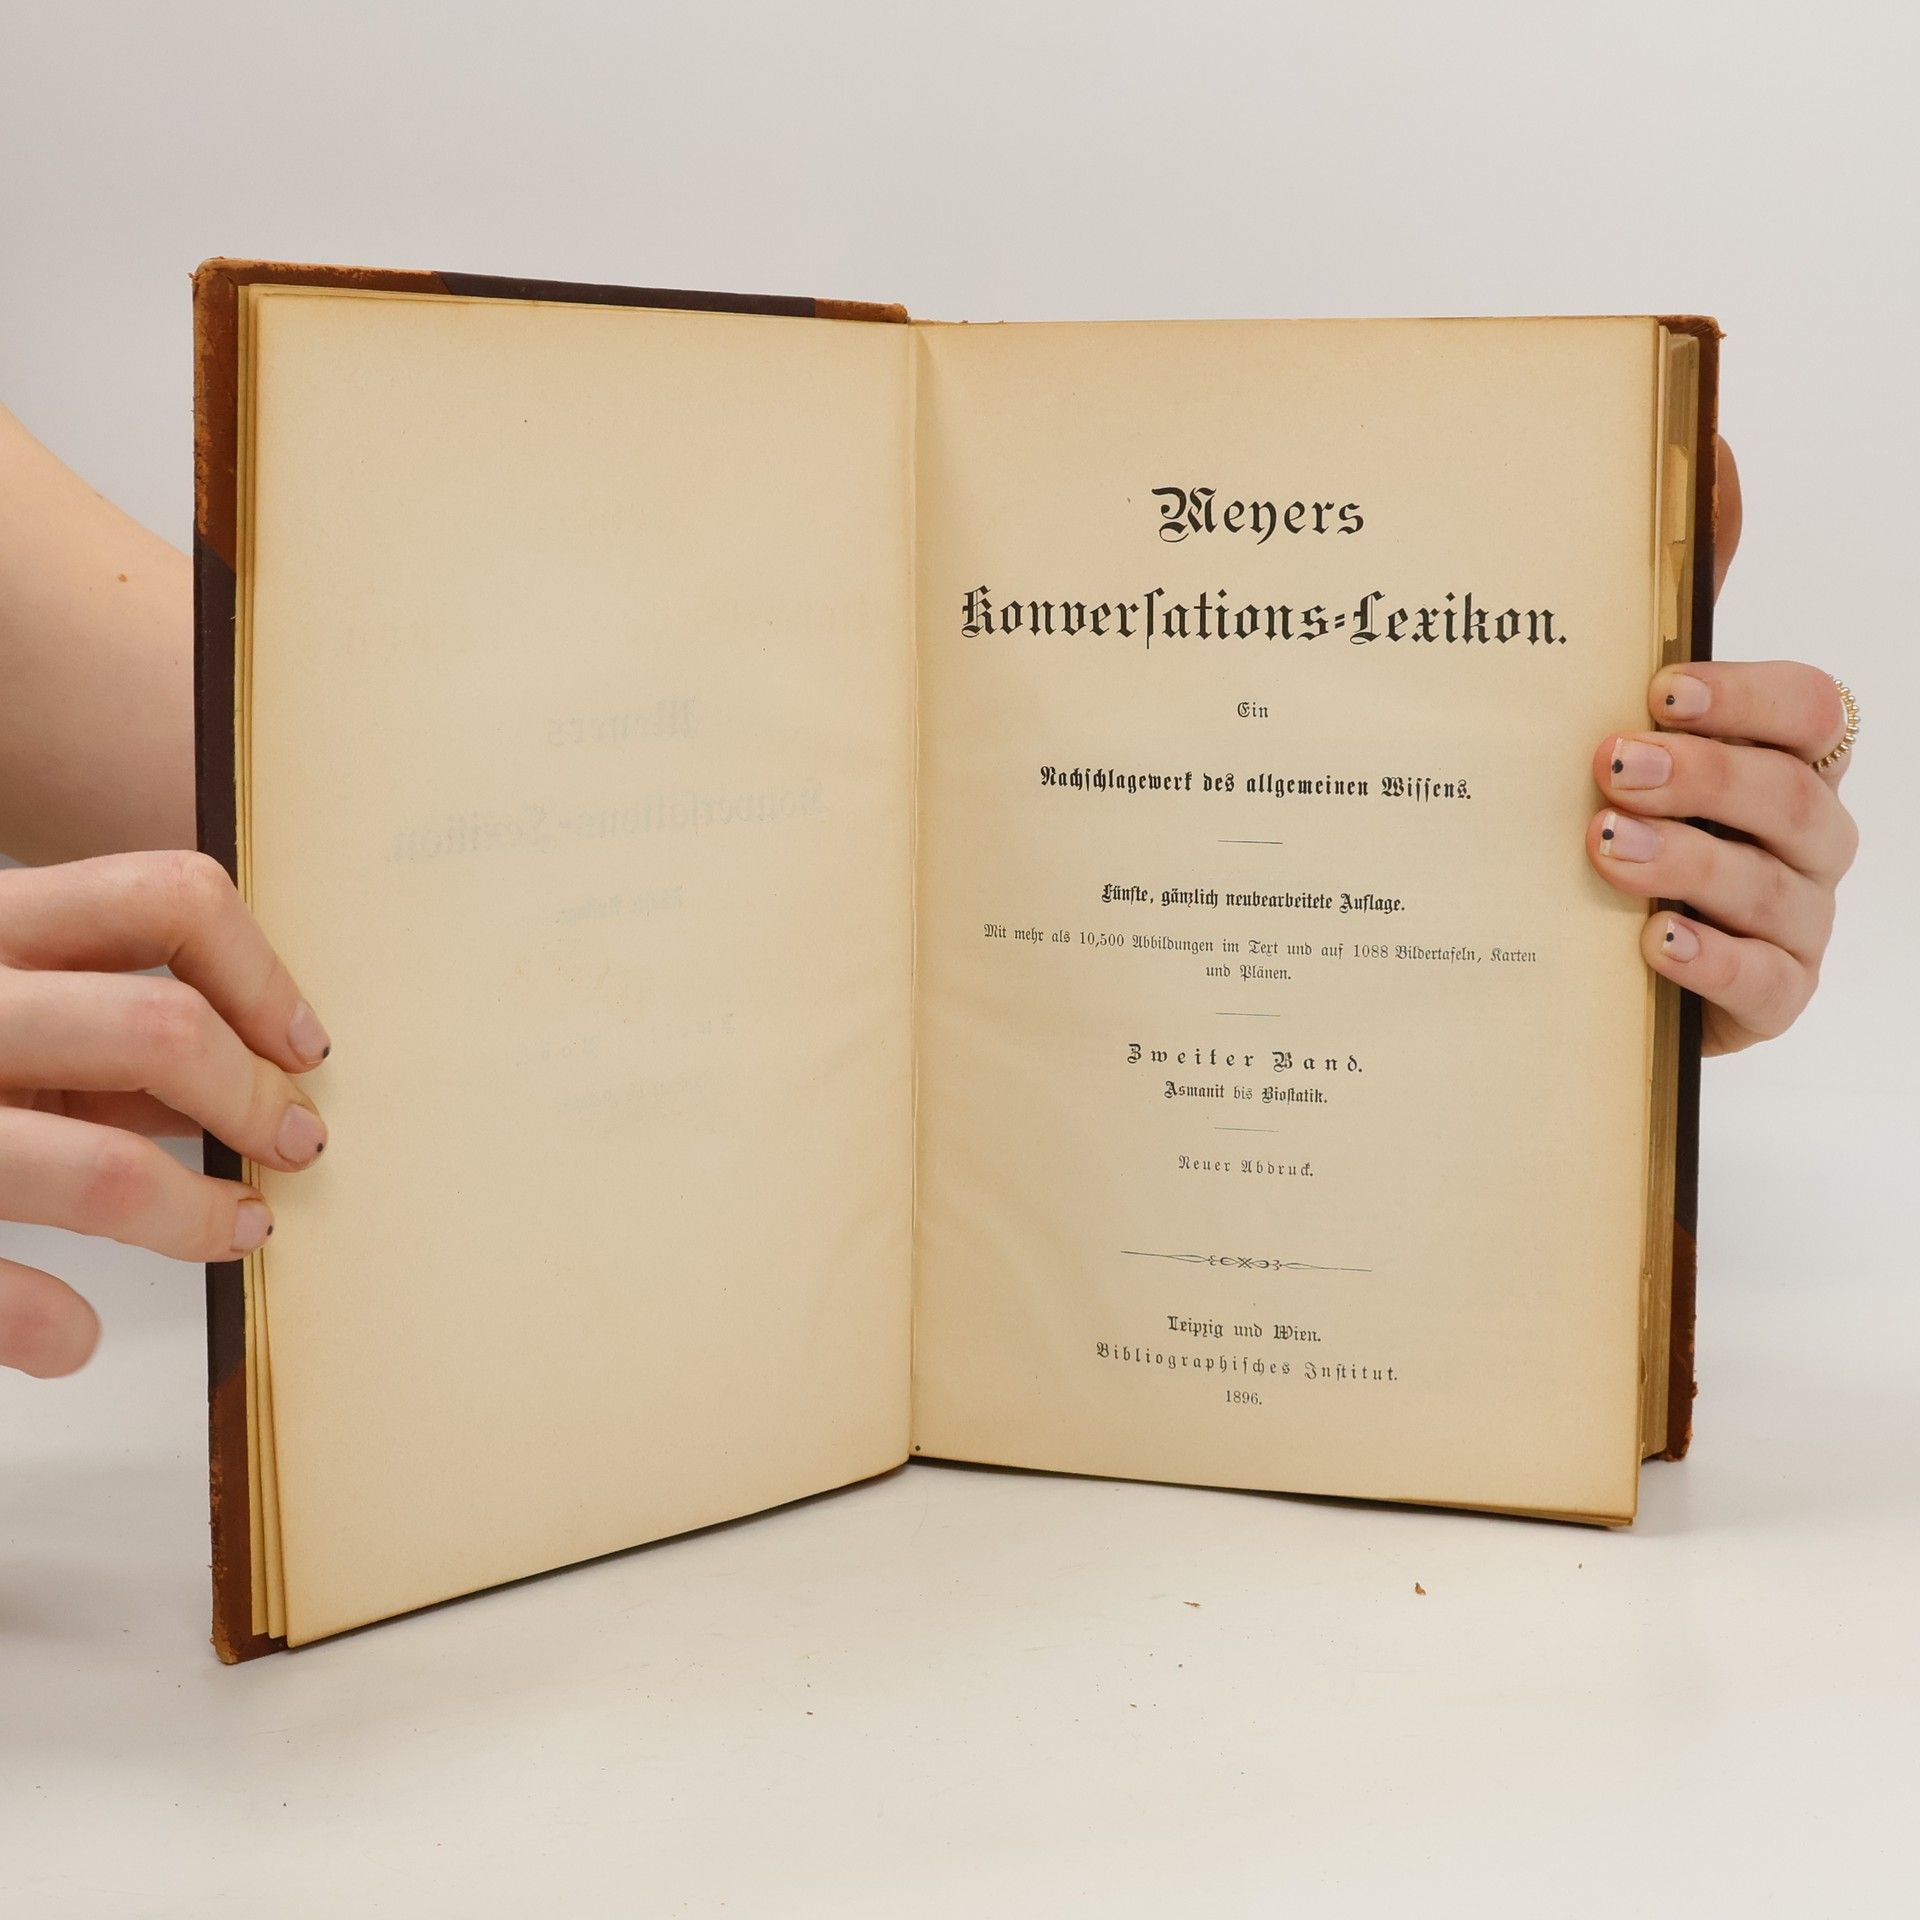 Meyers
Konverſations-Lexikon.
Ein
Nachſchlagewerk des allgemeinen Wiſſens.
Fünfte, gänzlich neubearbeitete Auflage.
Mit mehr als 10,500 Abbildungen im Text und auf 1088 Bildertafeln, Karten
und Plänen.
Zweiter Band.
Asmanit bis Bioſtatik.
Neuer Abdruck.
Leipzig und Wien.
Bibliographiſches Inſtitut.
1896.